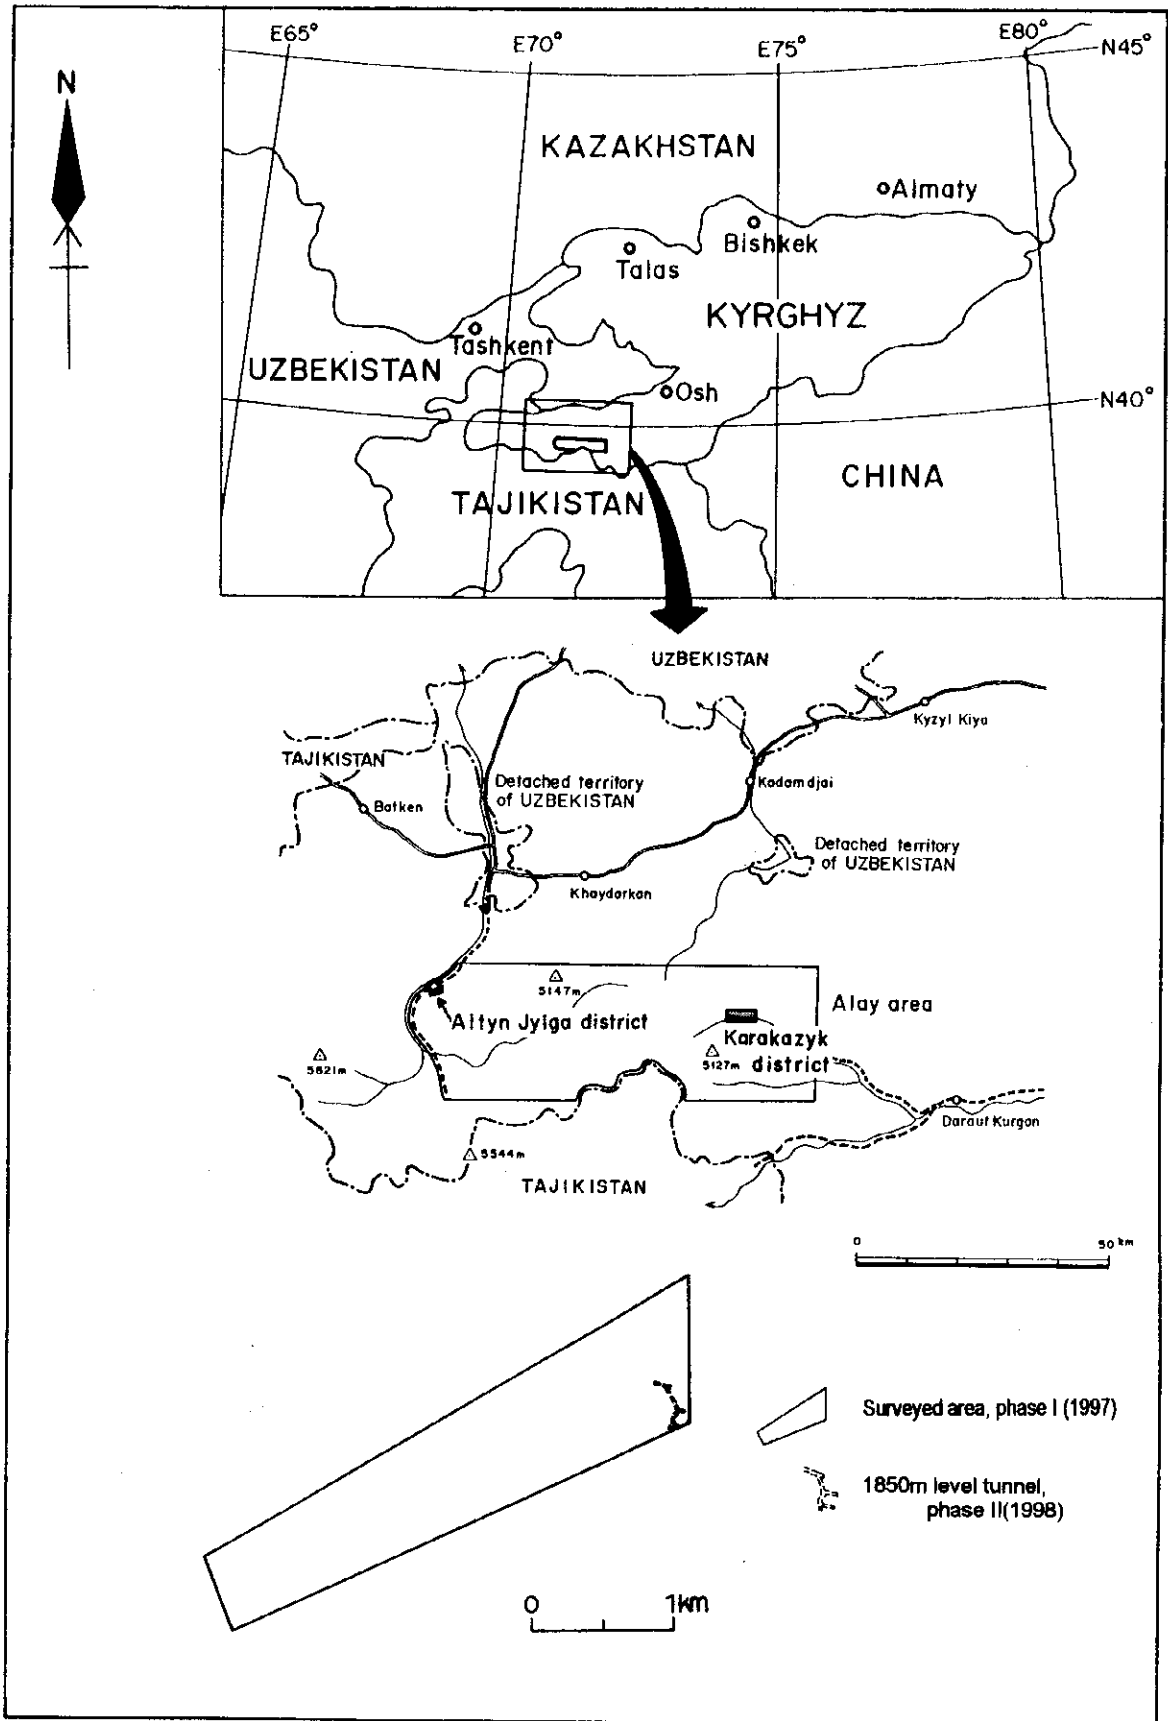 E65°
E70°
E75°
E80°
N45°
N
KAZAKHSTAN
Almaty
Bishkek
Talas
KYRGHYZ
Tashkent
UZBEKISTAN
Osh
N40°
CHINA
TAJIKISTAN
UZBEKISTAN
Kyzyl Kiya
TAJIKISTAN
Detached territory
of UZBEKISTAN
Kadamdjai
Batken
Detached territory
of UZBEKISTAN
Khaydarkan
5147m
Alay area
Altyn Jylga district
Karakazyk
district
5621m
5127m
Daraut Kurgan
5544m
TAJIKISTAN
0
50 km
Surveyed area, phase I (1997)
1850m level tunnel,
phase II(1998)
0
1km